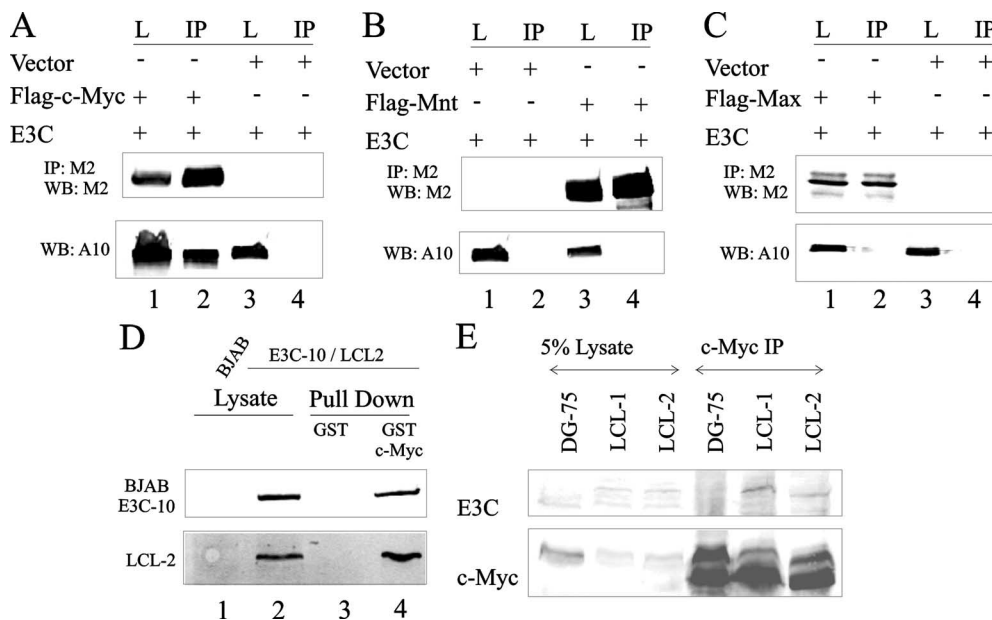 A
L IP L IP
Vector - - + +
Flag-c-Myc + + - -
E3C + + + +
IP: M2
WB: M2
WB: A10
1 2 3 4
B
L IP L IP
Vector + + - -
Flag-Mnt - - + +
E3C + + + +
IP: M2
WB: M2
WB: A10
1 2 3 4
C
L IP L IP
Vector - - + +
Flag-Max + + - -
E3C + + + +
IP: M2
WB: M2
WB: A10
1 2 3 4
D
BJAB
E3C-10 / LCL2
Lysate Pull Down
GST GST
c-Myc
BJAB
E3C-10
LCL-2
1 2 3 4
E
5% Lysate c-Myc IP
DG-75 LCL-1 LCL-2 DG-75 LCL-1 LCL-2
E3C
c-Myc